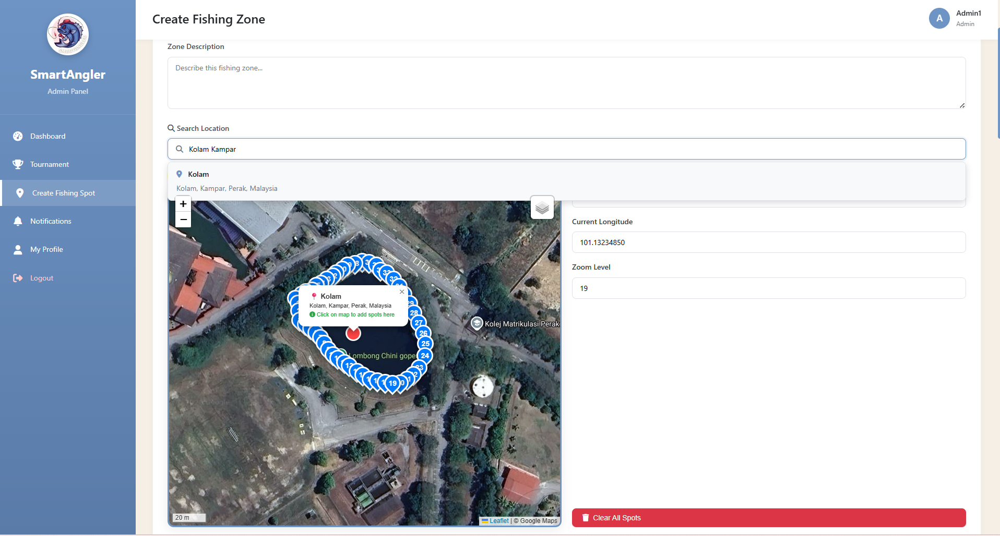 SmartAngler
Admin Panel
Dashboard
Tournament
Create Fishing Spot
Notifications
My Profile
Logout
Create Fishing Zone
A
Admin1
Admin
Zone Description
Describe this fishing zone...
Search Location
Kolam Kampar
Kolam
Kolam, Kampar, Perak, Malaysia
+
−
Kolam
Kolam, Kampar, Perak, Malaysia
Click on map to add spots here
×
28
27
26
25
24
19
Kolej Matrikulasi Perak
Lombong Chini gope
20 m
Leaflet | © Google Maps
Current Longitude
101.13234850
Zoom Level
19
Clear All Spots